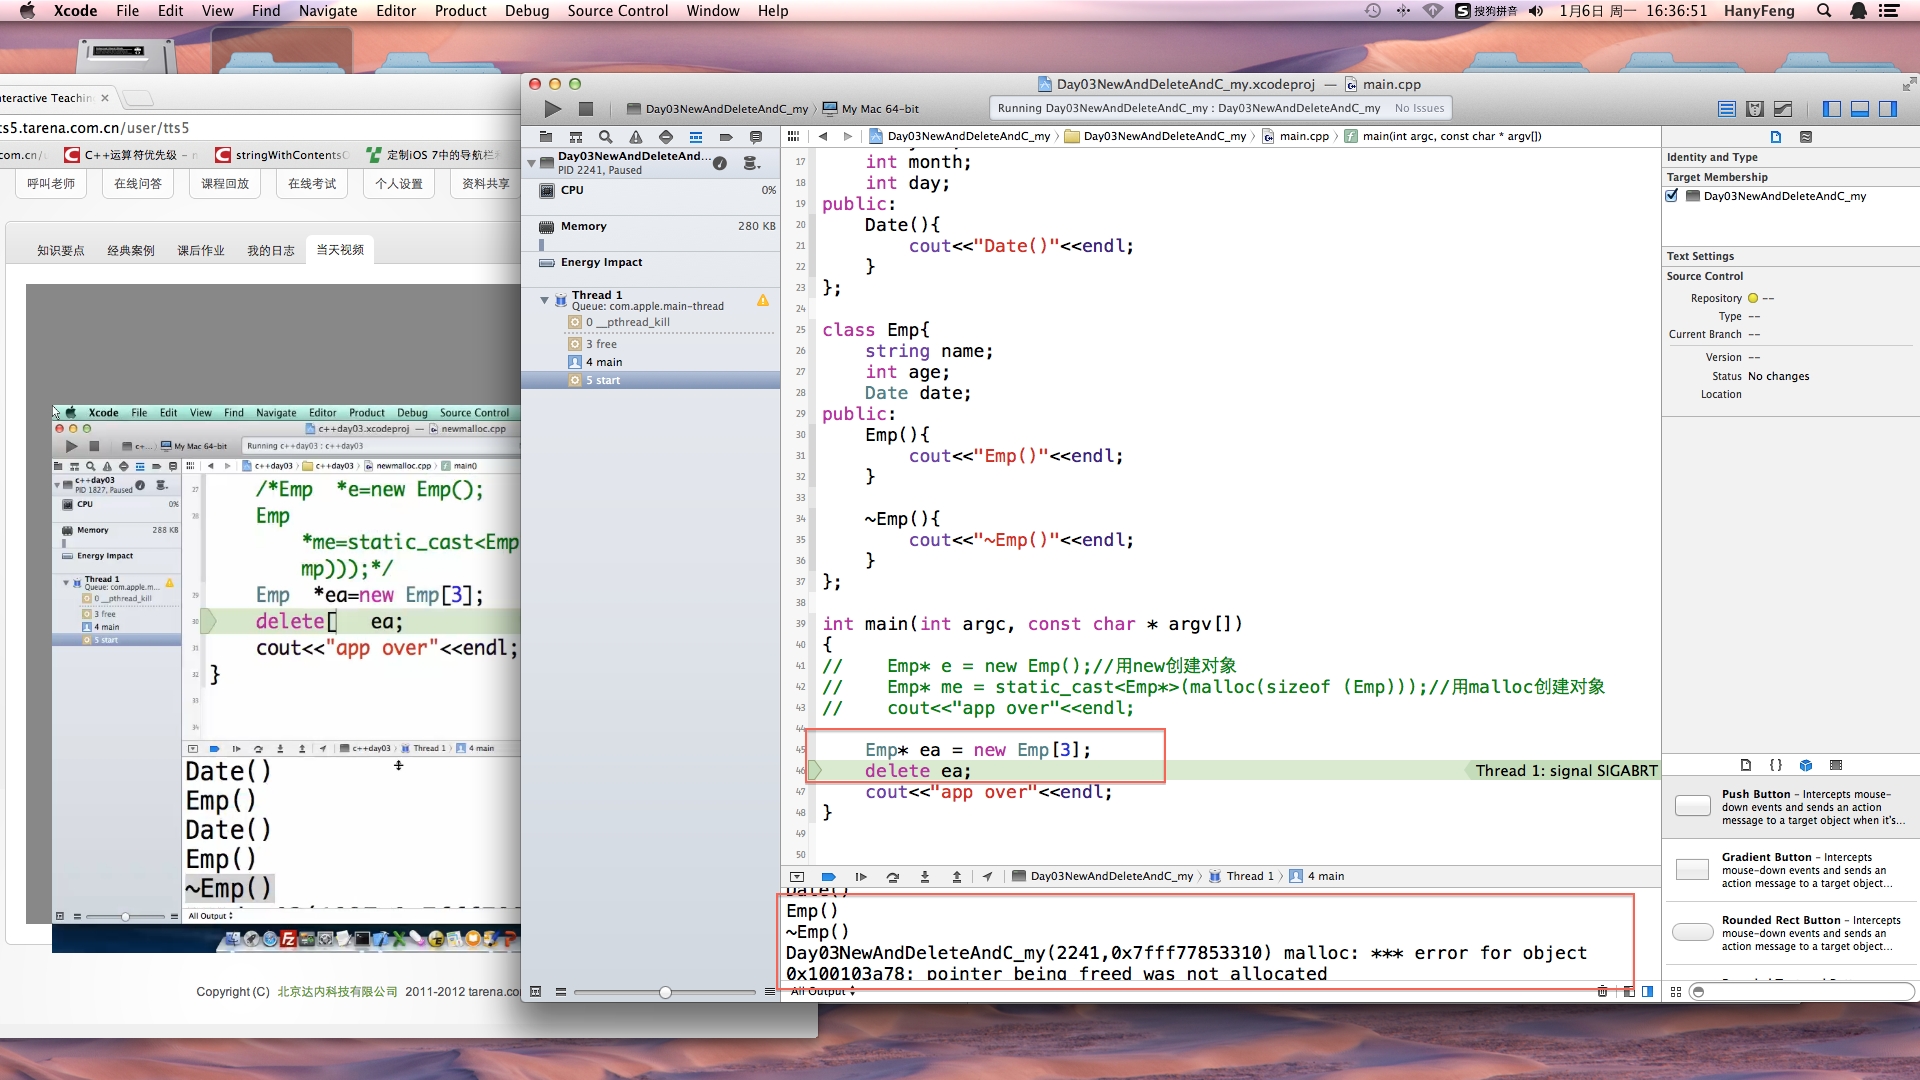 Xcode File Edit View Find Navigate Editor Product Debug Source Control Window Help
搜狗拼音 1月6日 周一 16:36:51 HanyFeng
nteractive Teachin
ts5.tarena.com.cn/user/tts5
com.cn/
C++运算符优先级 -
stringWithContentsO
定制iOS 7中的导航栏
呼叫老师 在线问答 课程回放 在线考试 个人设置 资料共享
知识要点 经典案例 课后作业 我的日志 当天视频
Xcode File Edit View Find Navigate Editor Product Debug Source Control
c++day03.xcodeproj — newmalloc.cpp
c+... My Mac 64-bit Running c++day03 : c++day03
c++day03 c++day03 newmalloc.cpp main()
c++day03
PID 1827, Paused
CPU 0%
Memory 288 KB
Energy Impact
Thread 1
Queue: com.apple.m...
0 __pthread_kill
3 free
4 main
5 start
27 /*Emp *e=new Emp();
28 Emp
*me=static_cast<Emp
mp)));*/
29 Emp *ea=new Emp[3];
30 delete[ ea;
31 cout<<"app over"<<endl;
32 }
33
34
c++day03 Thread 1 4 main
Date()
Emp()
Date()
Emp()
~Emp()
All Output
Copyright (C) 北京达内科技有限公司 2011-2012 tarena.co
Day03NewAndDeleteAndC_my.xcodeproj — main.cpp
Day03NewAndDeleteAndC_my My Mac 64-bit
Running Day03NewAndDeleteAndC_my : Day03NewAndDeleteAndC_my No Issues
Day03NewAndDeleteAndC_my Day03NewAndDeleteAndC_my main.cpp main(int argc, const char * argv[])
Day03NewAndDeleteAnd...
PID 2241, Paused
CPU 0%
Memory 280 KB
Energy Impact
Thread 1
Queue: com.apple.main-thread
0 __pthread_kill
3 free
4 main
5 start
17 int month;
18 int day;
19 public:
20 Date(){
21 cout<<"Date()"<<endl;
22 }
23 };
24
25 class Emp{
26 string name;
27 int age;
28 Date date;
29 public:
30 Emp(){
31 cout<<"Emp()"<<endl;
32 }
33
34 ~Emp(){
35 cout<<"~Emp()"<<endl;
36 }
37 };
38
39 int main(int argc, const char * argv[])
40 {
41 // Emp* e = new Emp();//用new创建对象
42 // Emp* me = static_cast<Emp*>(malloc(sizeof (Emp)));//用malloc创建对象
43 // cout<<"app over"<<endl;
44
45 Emp* ea = new Emp[3];
46 delete ea; Thread 1: signal SIGABRT
47 cout<<"app over"<<endl;
48 }
49
50
Day03NewAndDeleteAndC_my Thread 1 4 main
Date()
Emp()
~Emp()
Day03NewAndDeleteAndC_my(2241,0x7fff77853310) malloc: *** error for object
0x100103a78: pointer being freed was not allocated
All Output
Identity and Type
Target Membership
Day03NewAndDeleteAndC_my
Text Settings
Source Control
Repository --
Type --
Current Branch --
Version --
Status No changes
Location
Push Button - Intercepts mouse-
down events and sends an action
message to a target object when it's...
Gradient Button - Intercepts
mouse-down events and sends an
action message to a target object...
Rounded Rect Button - Intercepts
mouse-down events and sends an
action message to a target object...